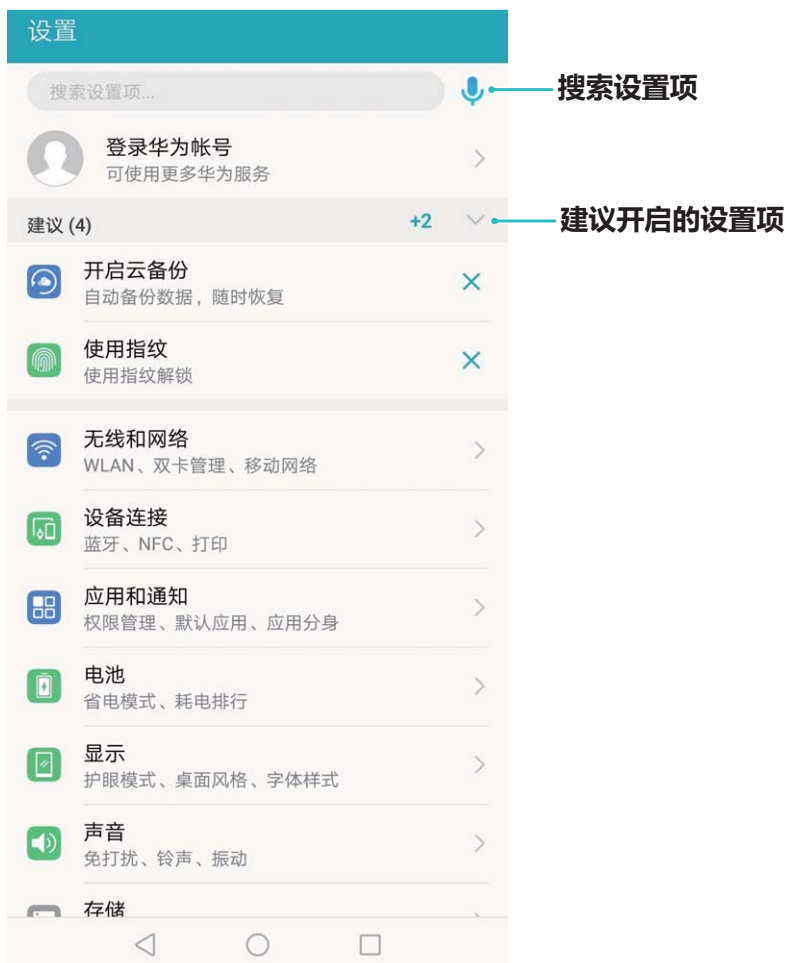 设置
搜索设置项...
搜索设置项
登录华为帐号
可使用更多华为服务
建议 (4)
+2
建议开启的设置项
开启云备份
自动备份数据，随时恢复
使用指纹
使用指纹解锁
无线和网络
WLAN、双卡管理、移动网络
设备连接
蓝牙、NFC、打印
应用和通知
权限管理、默认应用、应用分身
电池
省电模式、耗电排行
显示
护眼模式、桌面风格、字体样式
声音
免打扰、铃声、振动
存储